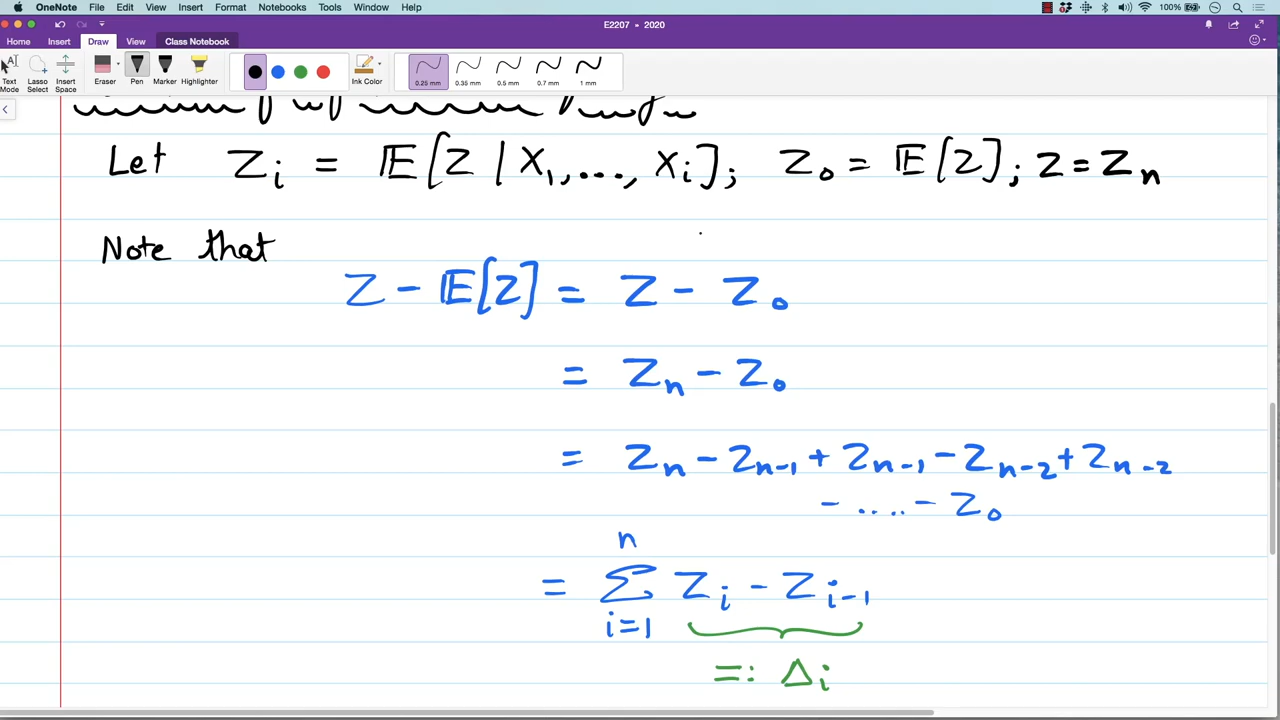 OneNote File Edit View Insert Format Notebooks Tools Window Help 100%
E2207 - 2020
Home Insert Draw View Class Notebook
Text Mode Lasso Select Insert Space Eraser Pen Marker Highlighter Ink Color 0.25 mm 0.35 mm 0.5 mm 0.7 mm 1 mm
Let Z_i = 𝔼[Z | X_1, ..., X_i]; Z_0 = 𝔼[Z]; Z = Z_n
Note that
Z - 𝔼[Z] = Z - Z_0
= Z_n - Z_0
= Z_n - Z_{n-1} + Z_{n-1} - Z_{n-2} + Z_{n-2}
- .... - Z_0
= \sum_{i=1}^{n} Z_i - Z_{i-1}
=: Δ_i